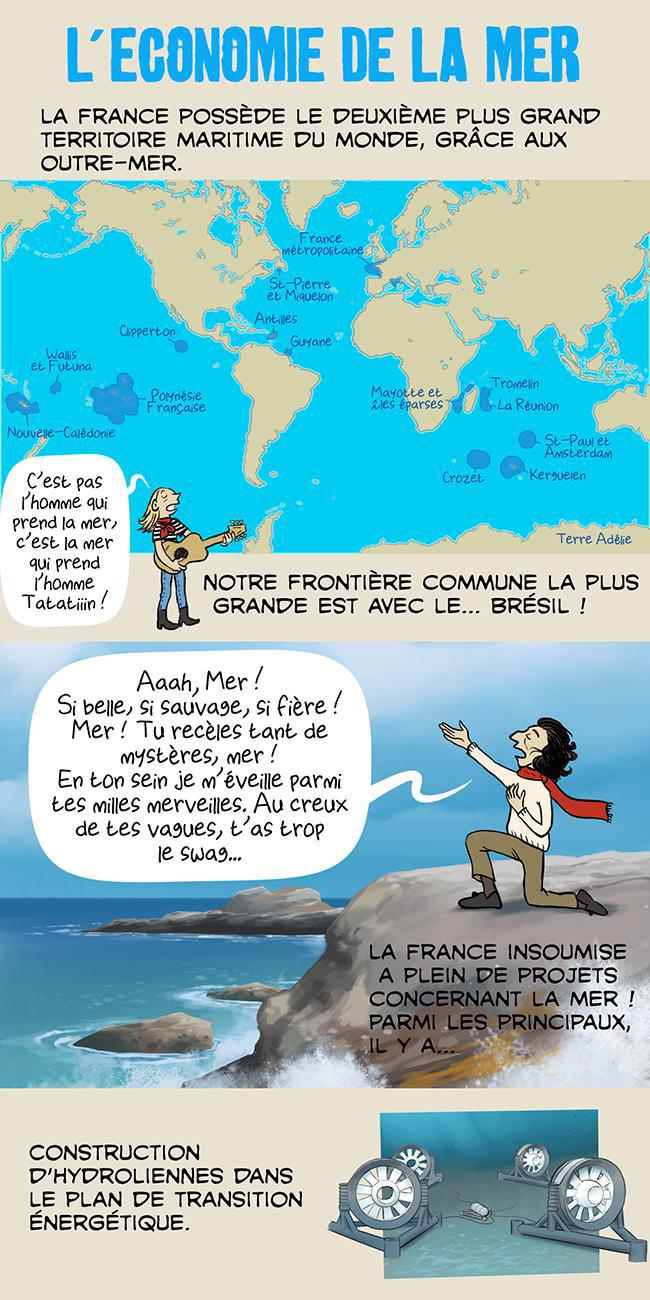 L'ECONOMIE DE LA MER
LA FRANCE POSSÈDE LE DEUXIÈME PLUS GRAND
TERRITOIRE MARITIME DU MONDE, GRÂCE AUX
OUTRE-MER.
France
métropolitaine
St-Pierre
et Miquelon
Antilles
Clipperton
Guyane
Wallis
et Futuna
Polynésie
Française
Nouvelle-Calédonie
Mayotte et
îles éparses
Tromelin
La Réunion
St-Paul et
Amsterdam
Crozet
Kerguelen
Terre Adélie
C'est pas
l'homme qui
prend la mer,
c'est la mer
qui prend
l'homme
Tatatiiin !
NOTRE FRONTIÈRE COMMUNE LA PLUS
GRANDE EST AVEC LE... BRÉSIL !
Aaah, Mer !
Si belle, si sauvage, si fière !
Mer ! Tu recèles tant de
mystères, mer !
En ton sein je m'éveille parmi
tes milles merveilles. Au creux
de tes vagues, t'as trop
le swag...
LA FRANCE INSOUMISE
A PLEIN DE PROJETS
CONCERNANT LA MER !
PARMI LES PRINCIPAUX,
IL Y A...
CONSTRUCTION
D'HYDROLIENNES DANS
LE PLAN DE TRANSITION
ÉNERGÉTIQUE.